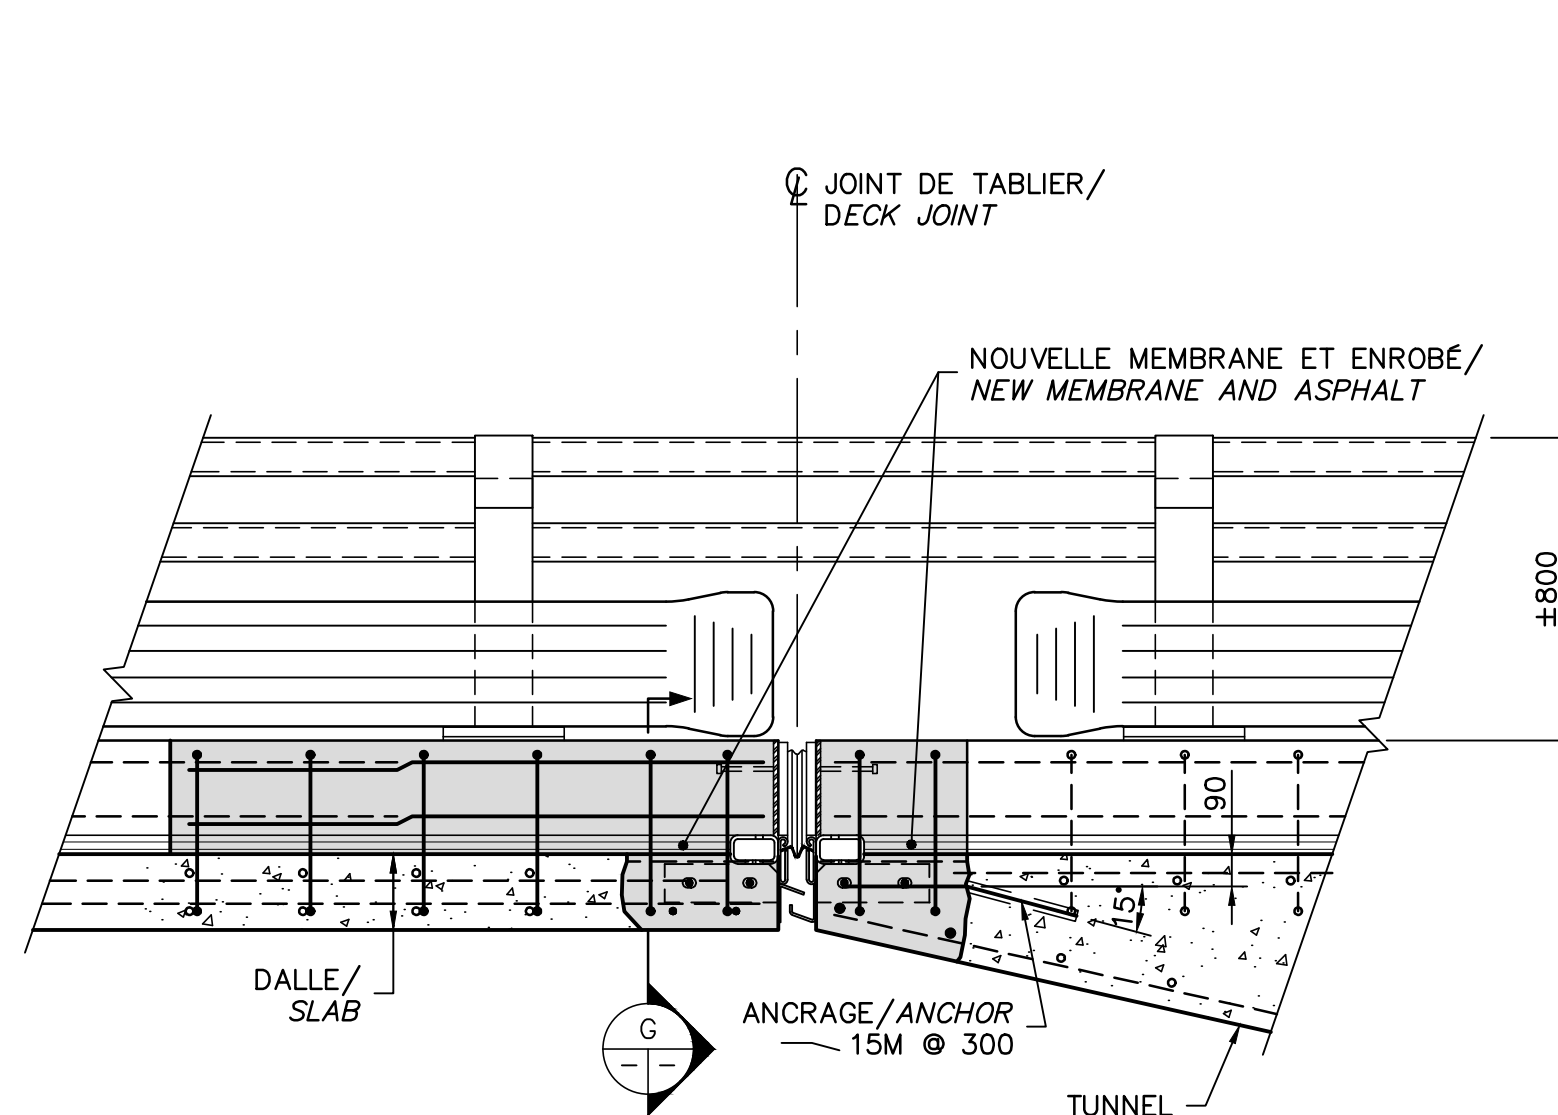 ℄ JOINT DE TABLIER/
DECK JOINT
NOUVELLE MEMBRANE ET ENROBÉ/
NEW MEMBRANE AND ASPHALT
±800
90
15°
DALLE/
SLAB
G
ANCRAGE/ANCHOR
15M @ 300
TUNNEL